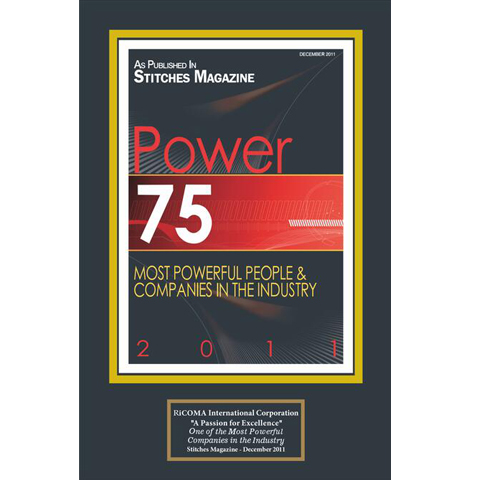 DECEMBER 2011
AS PUBLISHED IN
STITCHES MAGAZINE
Power
75
MOST POWERFUL PEOPLE &
COMPANIES IN THE INDUSTRY
2 0 1 1
RiCOMA International Corporation
"A Passion for Excellence"
One of the Most Powerful
Companies in the Industry
Stitches Magazine - December 2011